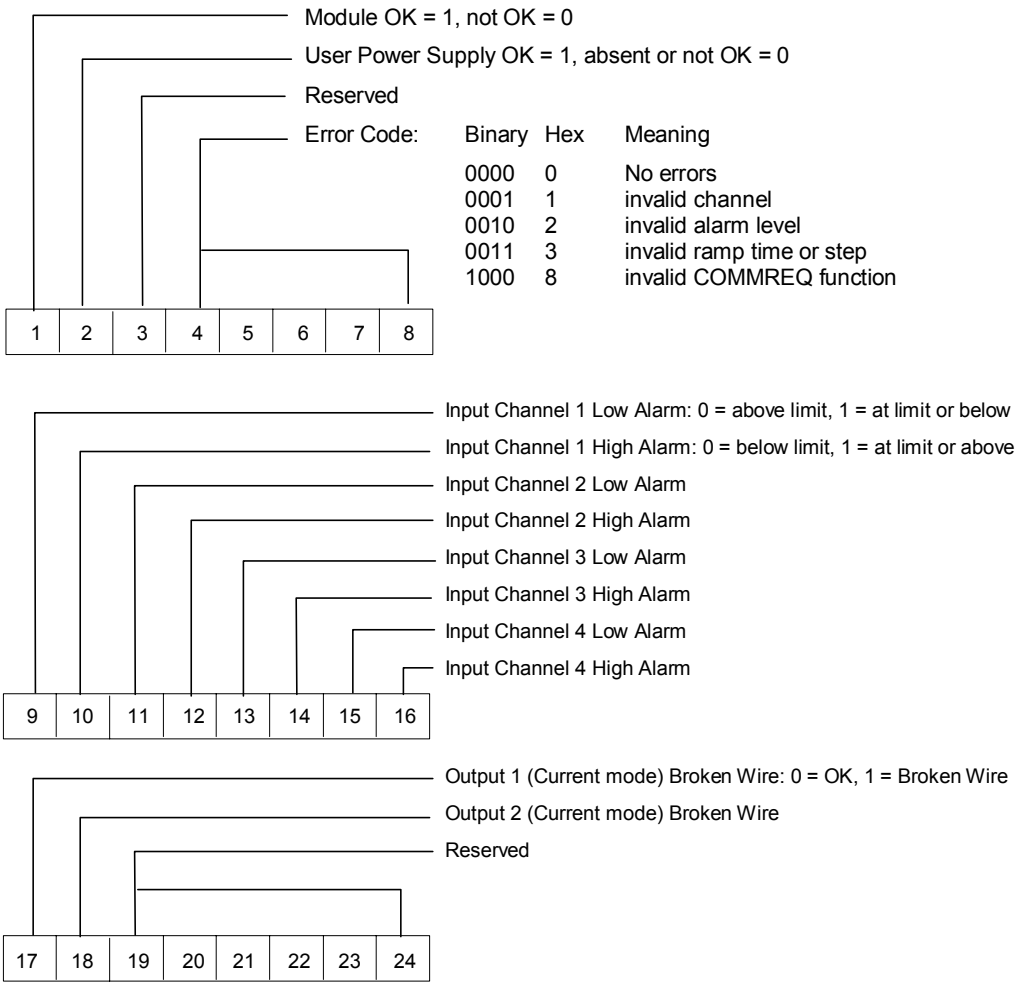 Module OK = 1, not OK = 0
User Power Supply OK = 1, absent or not OK = 0
Reserved
Error Code: Binary Hex Meaning
0000 0 No errors
0001 1 invalid channel
0010 2 invalid alarm level
0011 3 invalid ramp time or step
1000 8 invalid COMMREQ function
1 2 3 4 5 6 7 8
Input Channel 1 Low Alarm: 0 = above limit, 1 = at limit or below
Input Channel 1 High Alarm: 0 = below limit, 1 = at limit or above
Input Channel 2 Low Alarm
Input Channel 2 High Alarm
Input Channel 3 Low Alarm
Input Channel 3 High Alarm
Input Channel 4 Low Alarm
Input Channel 4 High Alarm
9 10 11 12 13 14 15 16
Output 1 (Current mode) Broken Wire: 0 = OK, 1 = Broken Wire
Output 2 (Current mode) Broken Wire
Reserved
17 18 19 20 21 22 23 24